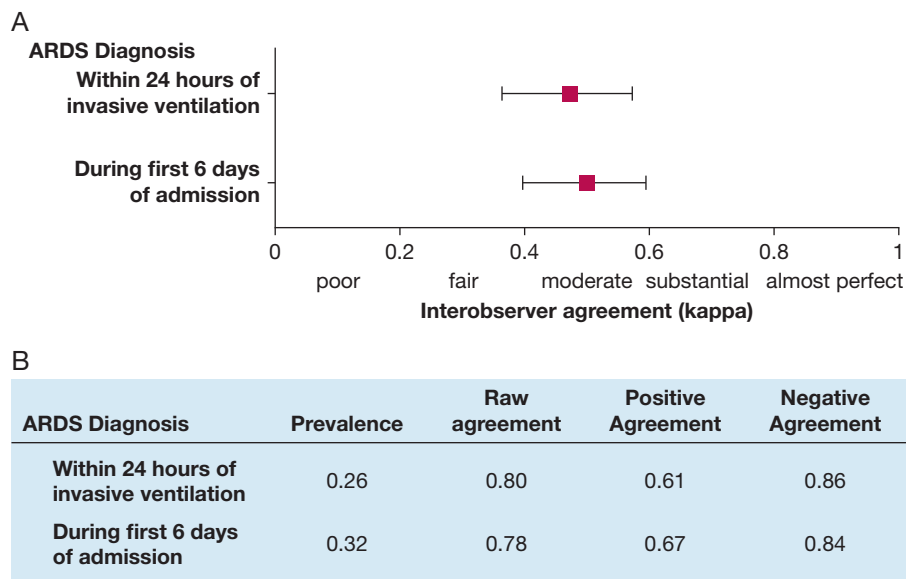 A
ARDS Diagnosis
Within 24 hours of
invasive ventilation
During first 6 days
of admission
0 0.2 0.4 0.6 0.8 1
poor fair moderate substantial almost perfect
Interobserver agreement (kappa)
B
ARDS Diagnosis Prevalence Raw agreement Positive Agreement Negative Agreement
Within 24 hours of
invasive ventilation 0.26 0.80 0.61 0.86
During first 6 days
of admission 0.32 0.78 0.67 0.84